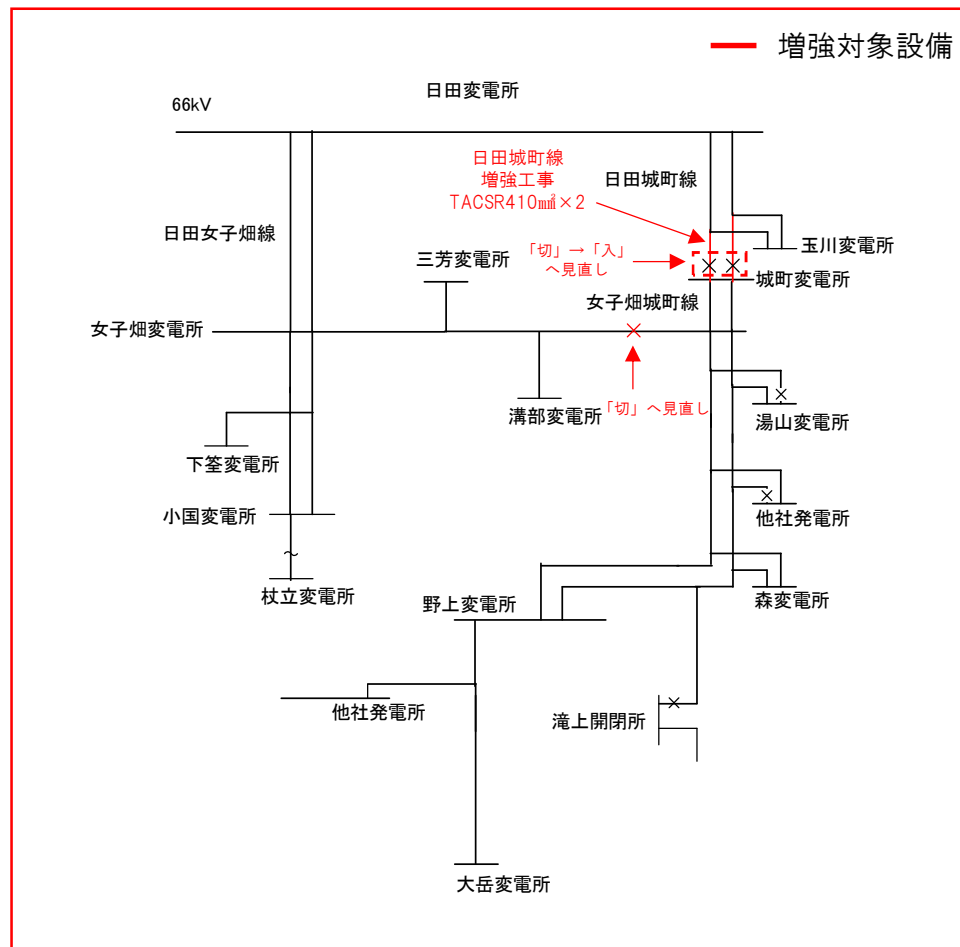 増強対象設備
日田変電所
66kV
日田城町線
増強工事
TACSR410㎟×2
日田城町線
日田女子畑線
玉川変電所
「切」→「入」
へ見直し
三芳変電所
城町変電所
女子畑城町線
女子畑変電所
溝部変電所
「切」へ見直し
湯山変電所
下筌変電所
小国変電所
他社発電所
杖立変電所
野上変電所
森変電所
他社発電所
滝上開閉所
大岳変電所